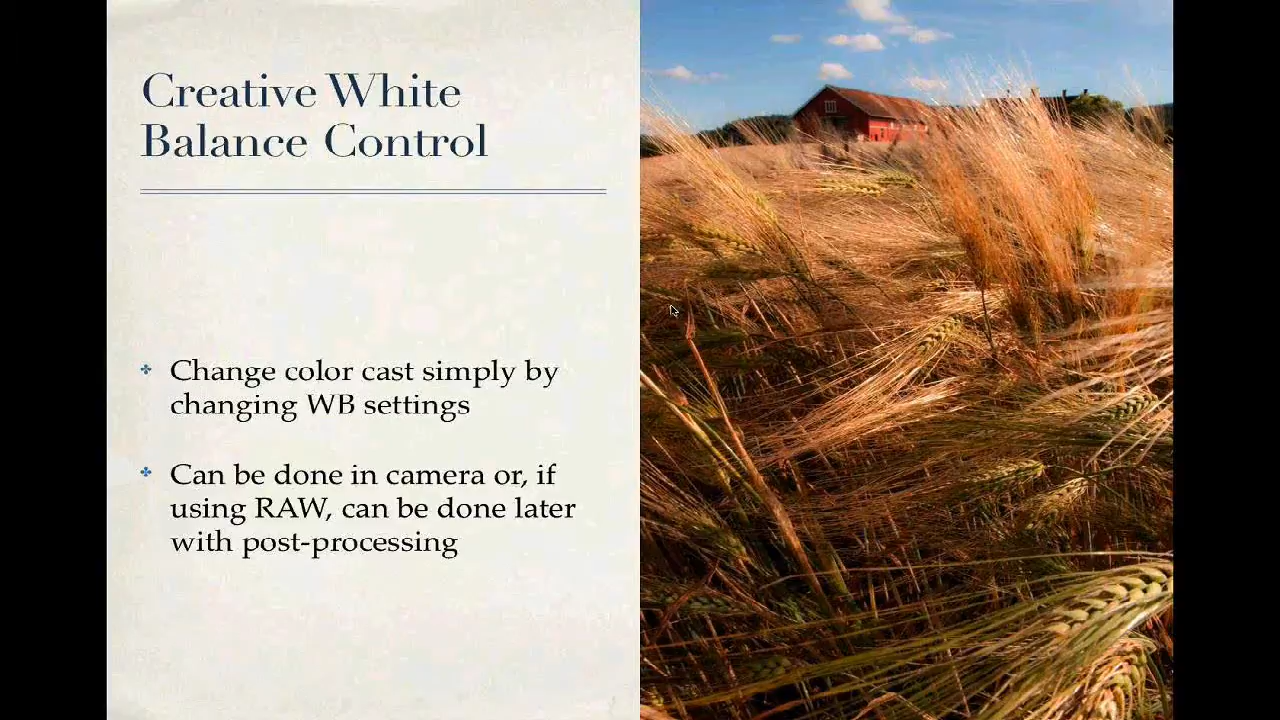 Creative White
Balance Control
Change color cast simply by
changing WB settings
Can be done in camera or, if
using RAW, can be done later
with post-processing